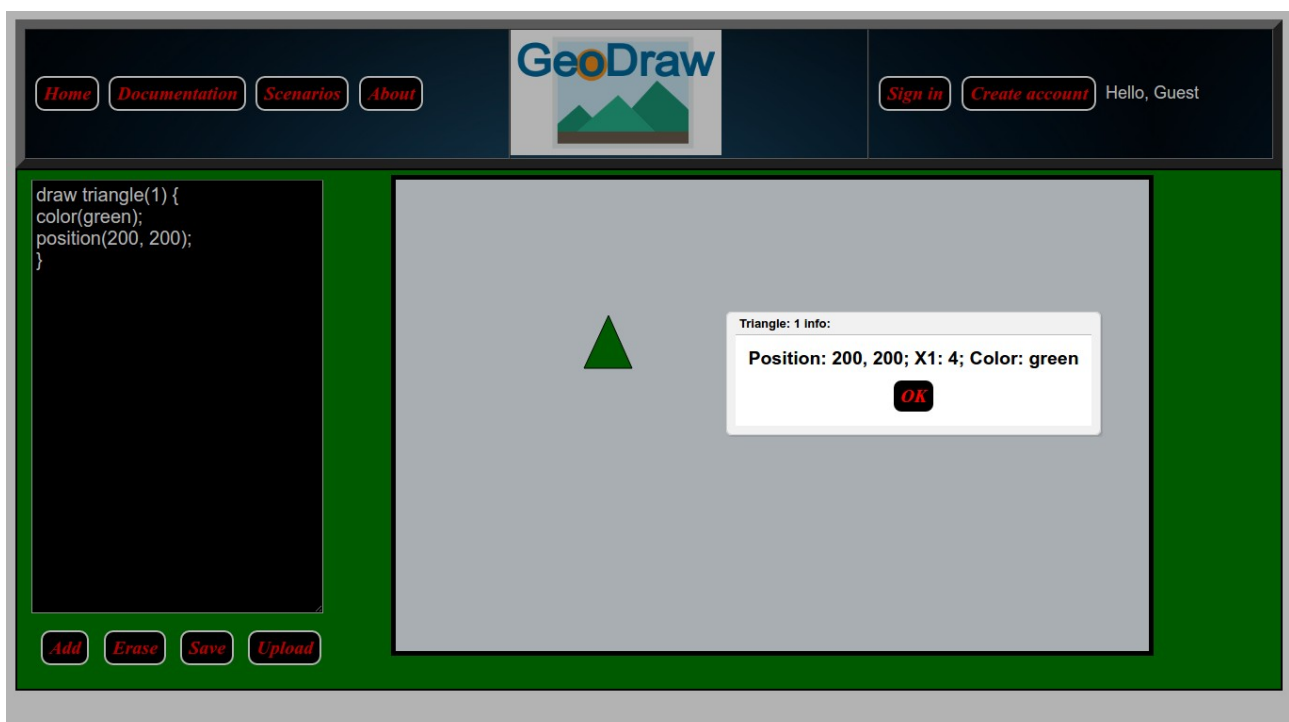 Home Documentation Scenarios About
GeoDraw
Sign in Create account Hello, Guest
draw triangle(1) {
color(green);
position(200, 200);
}
Triangle: 1 info:
Position: 200, 200; X1: 4; Color: green
OK
Add Erase Save Upload